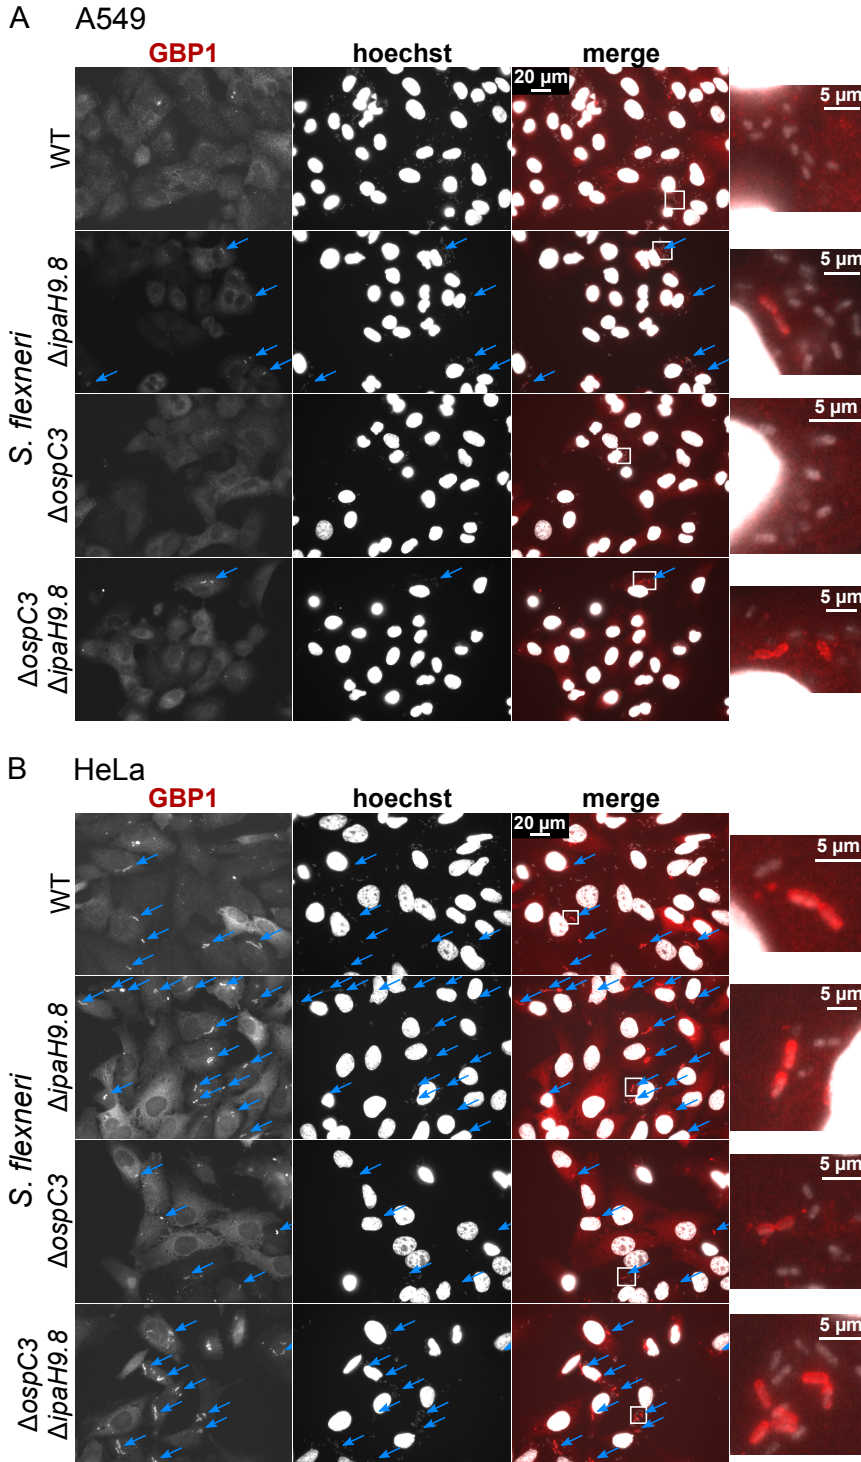 A A549
GBP1 hoechst merge
20 µm
5 µm
WT
5 µm
ΔipaH9.8
5 µm
ΔospC3
5 µm
ΔospC3
ΔipaH9.8
S. flexneri
B HeLa
GBP1 hoechst merge
20 µm
5 µm
WT
5 µm
ΔipaH9.8
5 µm
ΔospC3
5 µm
ΔospC3
ΔipaH9.8
S. flexneri